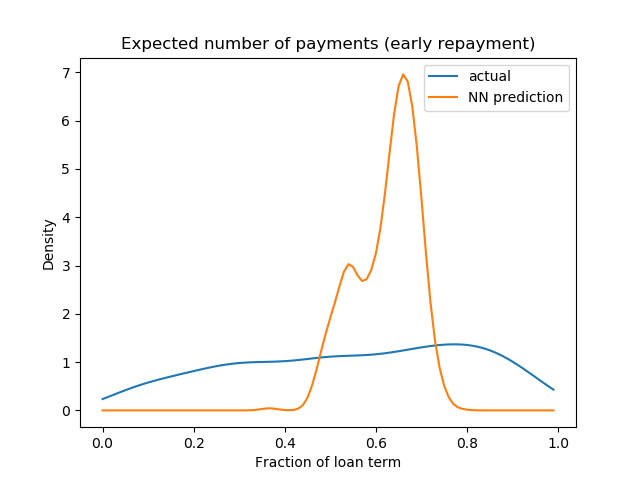 Expected number of payments (early repayment)
actual
NN prediction
7
6
5
4
3
2
1
0
Density
0.0 0.2 0.4 0.6 0.8 1.0
Fraction of loan term